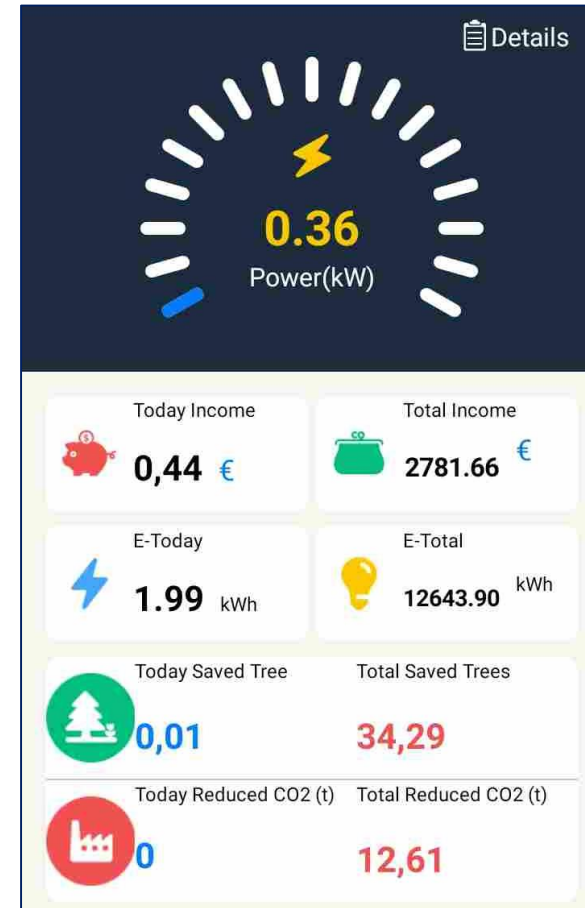 Details
0.36
Power(kW)
Today Income
0,44 €
Total Income
2781.66 €
E-Today
1.99 kWh
E-Total
12643.90 kWh
Today Saved Tree
0,01
Total Saved Trees
34,29
Today Reduced CO2 (t)
0
Total Reduced CO2 (t)
12,61